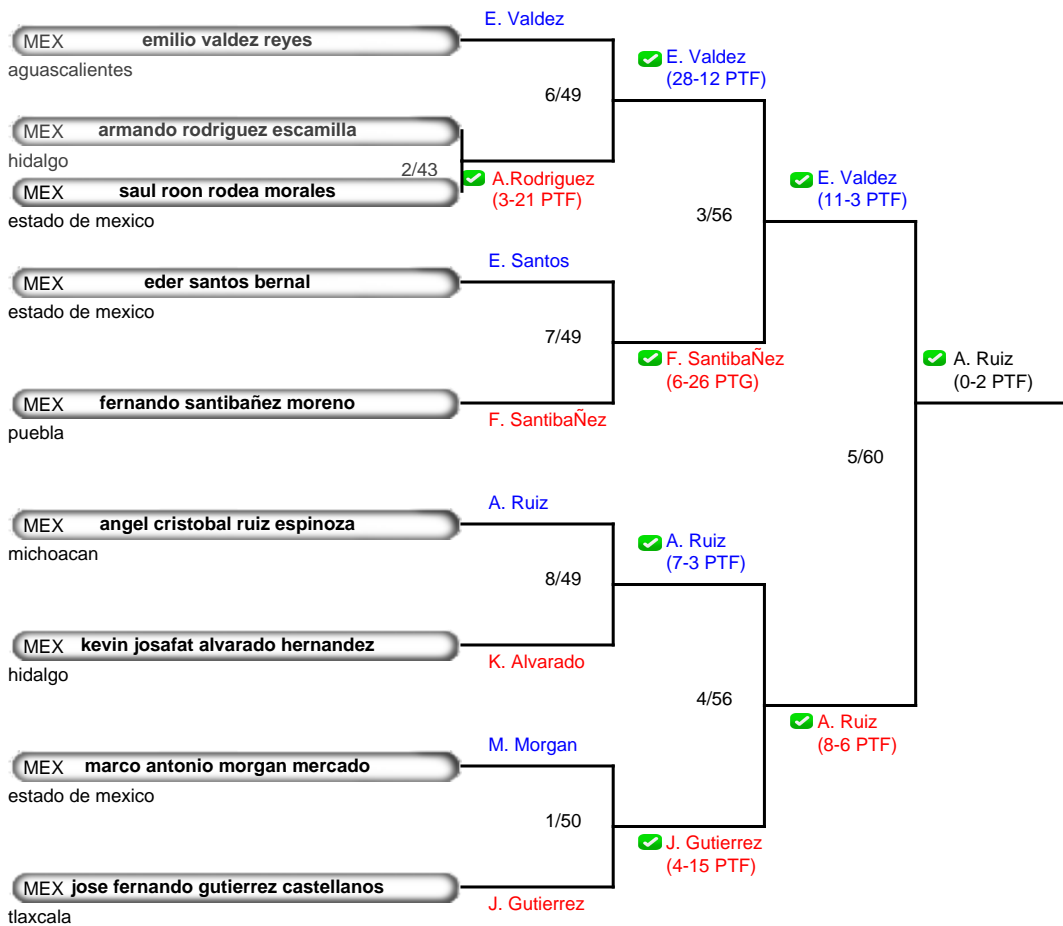 E. Valdez
MEX emilio valdez reyes
aguascalientes
E. Valdez
(28-12 PTF)
6/49
MEX armando rodriguez escamilla
hidalgo
2/43
A.Rodriguez
(3-21 PTF)
MEX saul roon rodea morales
estado de mexico
E. Valdez
(11-3 PTF)
3/56
E. Santos
MEX eder santos bernal
estado de mexico
7/49
F. SantibaÑez
(6-26 PTG)
MEX fernando santibañez moreno
F. SantibaÑez
puebla
A. Ruiz
(0-2 PTF)
5/60
A. Ruiz
MEX angel cristobal ruiz espinoza
michoacan
A. Ruiz
(7-3 PTF)
8/49
MEX kevin josafat alvarado hernandez
K. Alvarado
hidalgo
4/56
A. Ruiz
(8-6 PTF)
M. Morgan
MEX marco antonio morgan mercado
estado de mexico
1/50
J. Gutierrez
(4-15 PTF)
MEX jose fernando gutierrez castellanos
J. Gutierrez
tlaxcala